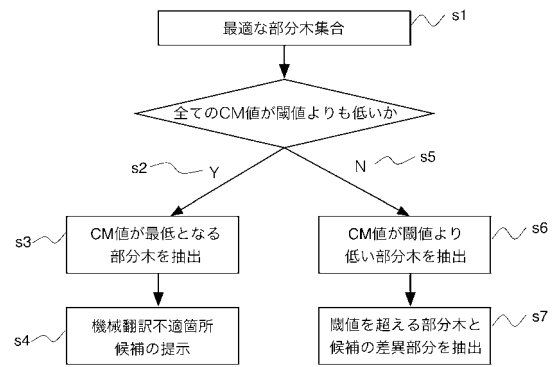 最適な部分木集合
s1
全てのCM値が閾値よりも低いか
s2
Y
N
s5
s3
CM値が最低となる
部分木を抽出
CM値が閾値より
低い部分木を抽出
s6
s4
機械翻訳不適箇所
候補の提示
閾値を超える部分木と
候補の差異部分を抽出
s7